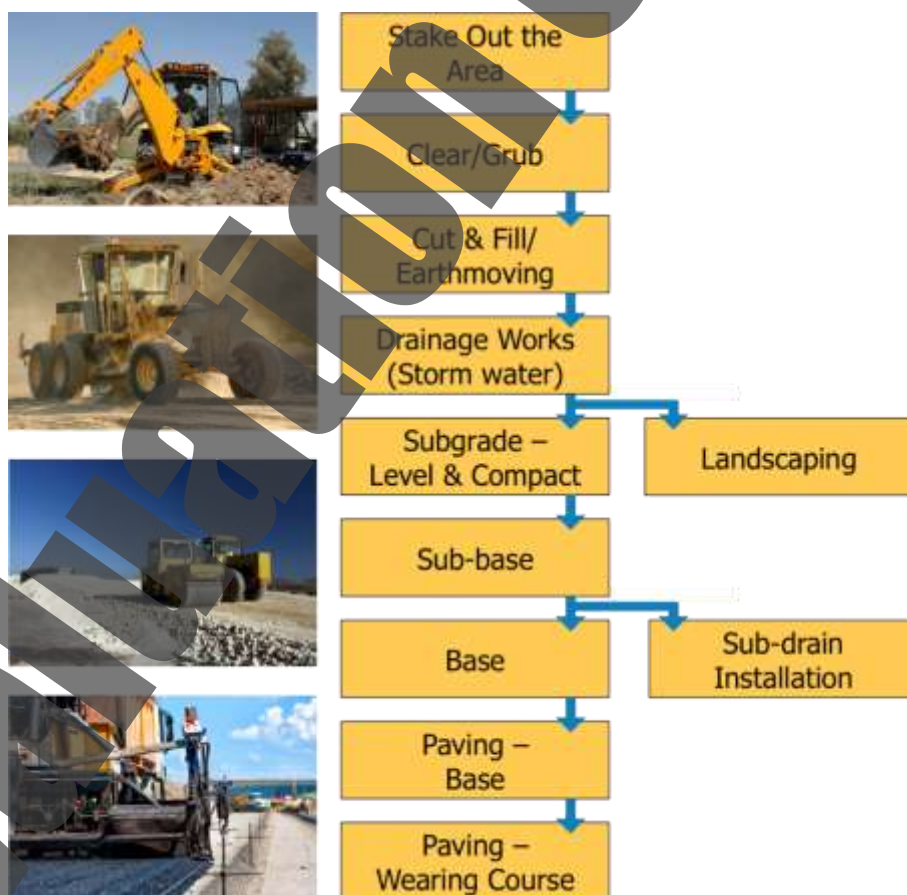 Stake Out the
Area
Clear/Grub
Cut & Fill/
Earthmoving
Drainage Works
(Storm water)
Subgrade –
Level & Compact
Landscaping
Sub-base
Base
Sub-drain
Installation
Paving –
Base
Paving –
Wearing Course